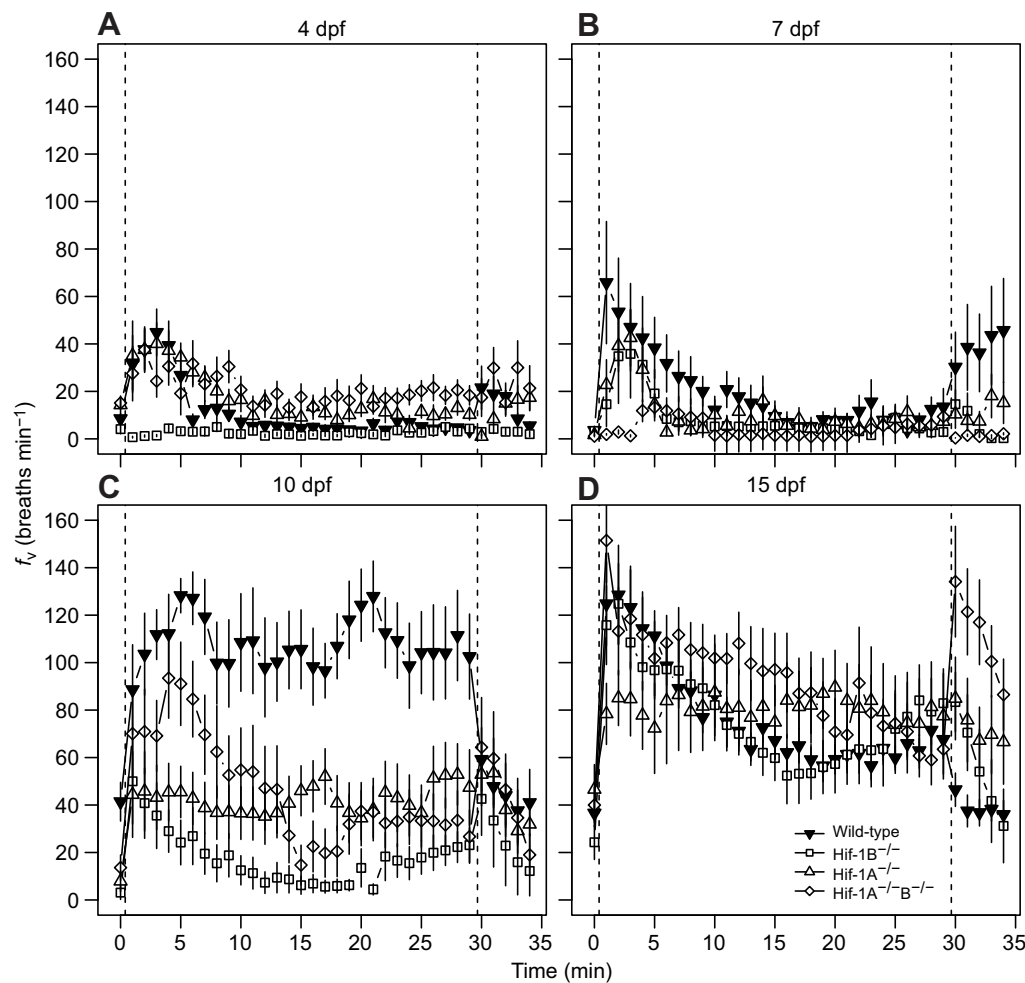 A 4 dpf
B 7 dpf
160
140
120
100
80
60
40
20
0
C 10 dpf
D 15 dpf
160
140
120
100
80
60
40
20
0
fv (breaths min−1)
Wild-type
Hif-1B−/−
Hif-1A−/−
Hif-1A−/−B−/−
0 5 10 15 20 25 30 35
0 5 10 15 20 25 30 35
Time (min)